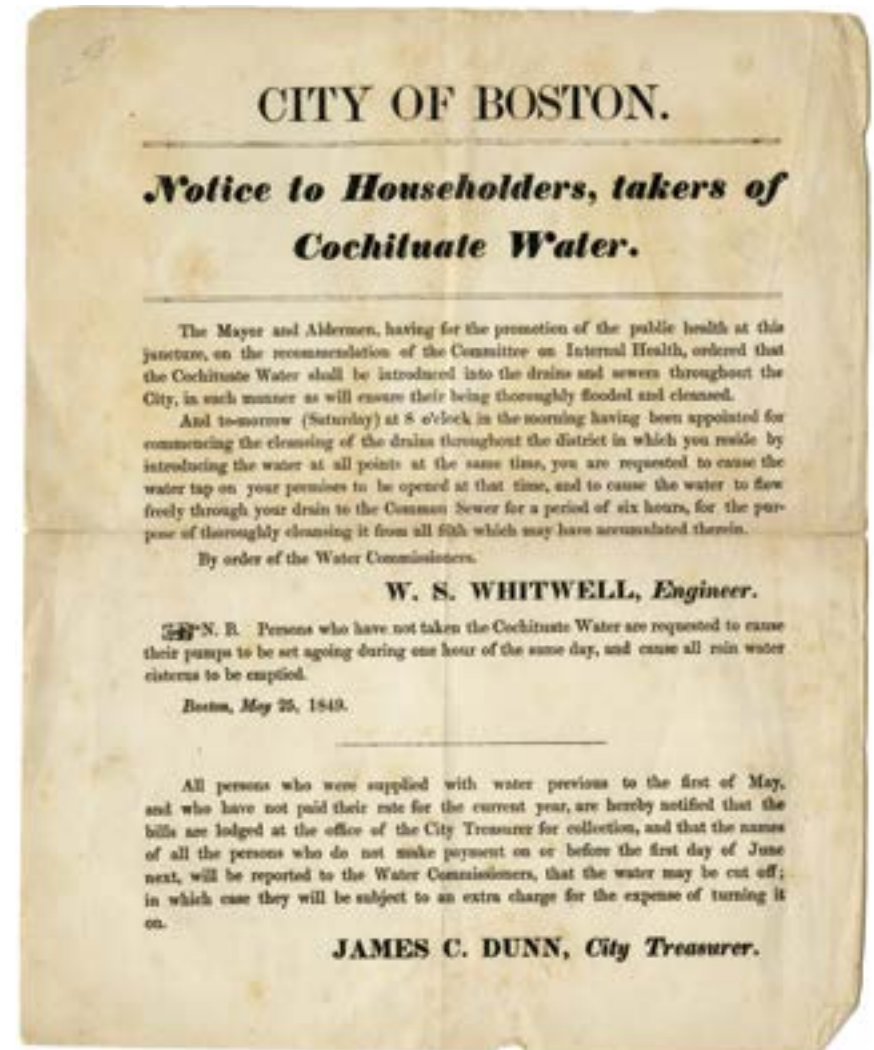 CITY OF BOSTON.
Notice to Householders, takers of
Cochituate Water.
The Mayor and Aldermen, having for the promotion of the public health at this
juncture, on the recommendation of the Committee on Internal Health, ordered that
the Cochituate Water shall be introduced into the drains and sewers throughout the
City, in such manner as will ensure their being thoroughly flooded and cleansed.
And to-morrow (Saturday) at 8 o'clock in the morning having been appointed for
commencing the cleansing of the drains throughout the district in which you reside by
introducing the water at all points at the same time, you are requested to cause the
water tap on your premises to be opened at that time, and to cause the water to flow
freely through your drain to the Common Sewer for a period of six hours, for the pur-
pose of thoroughly cleansing it from all filth which may have accumulated therein.
By order of the Water Commissioners.
W. S. WHITWELL, Engineer.
N. B. Persons who have not taken the Cochituate Water are requested to cause
their pumps to be set agoing during one hour of the same day, and cause all rain water
cisterns to be emptied.
Boston, May 25, 1849.
All persons who were supplied with water previous to the first of May,
and who have not paid their rate for the current year, are hereby notified that the
bills are lodged at the office of the City Treasurer for collection, and that the names
of all the persons who do not make payment on or before the first day of June
next, will be reported to the Water Commissioners, that the water may be cut off;
in which case they will be subject to an extra charge for the expense of turning it
on.
JAMES C. DUNN, City Treasurer.